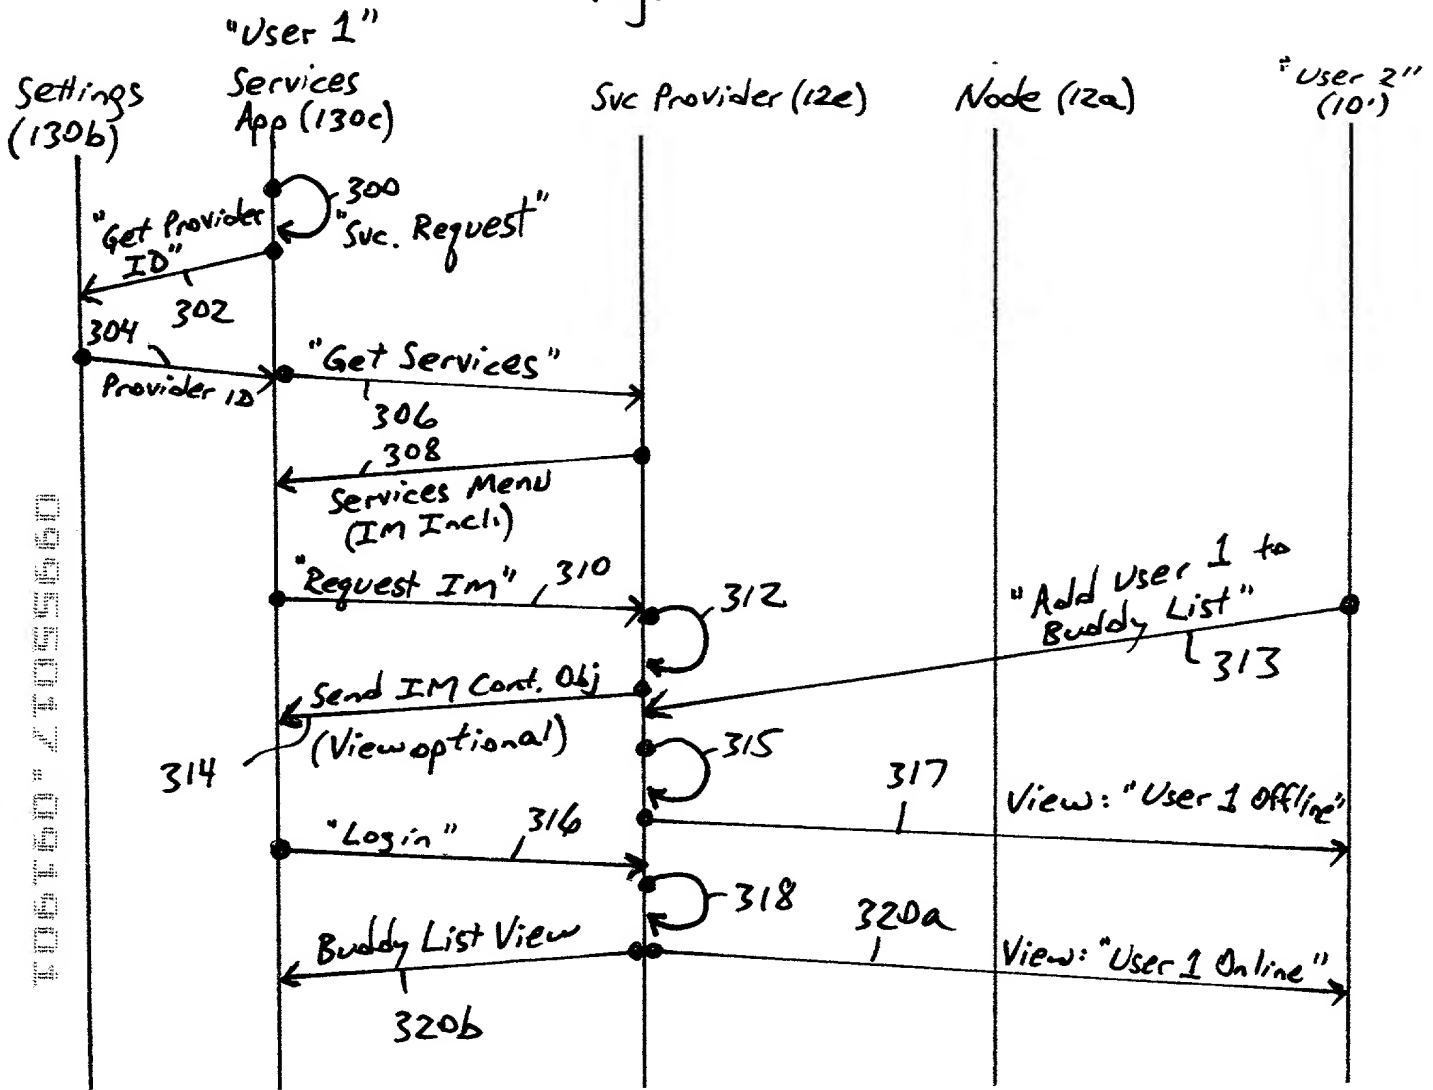 "User 1"
Services
App (130c)
Settings
(130b)
Svc Provider (12e)
Node (12a)
"User 2"
(10')
300
"Svc. Request"
"Get Provider
ID"
302
304
Provider ID
"Get Services"
306
308
Services Menu
(IM Incl.)
"Request Im"
310
312
"Add User 1 to
Buddy List"
313
Send IM Cont. Obj
(View optional)
314
315
317
View: "User 1 Offline"
"Login"
316
318
320a
Buddy List View
View: "User 1 Online"
320b